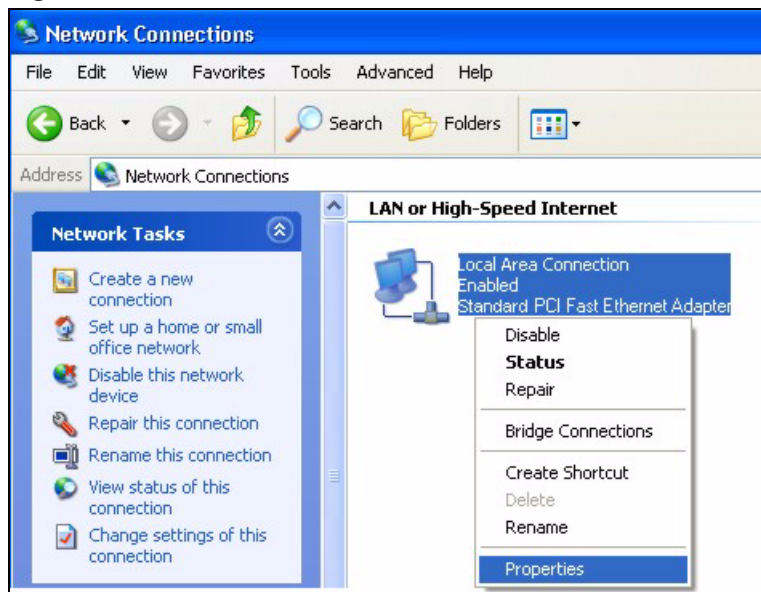 Network Connections
File Edit View Favorites Tools Advanced Help
Back Search Folders
Address Network Connections
Network Tasks
Create a new
connection
Set up a home or small
office network
Disable this network
device
Repair this connection
Rename this connection
View status of this
connection
Change settings of this
connection
LAN or High-Speed Internet
Local Area Connection
Enabled
Standard PCI Fast Ethernet Adapter
Disable
Status
Repair
Bridge Connections
Create Shortcut
Delete
Rename
Properties